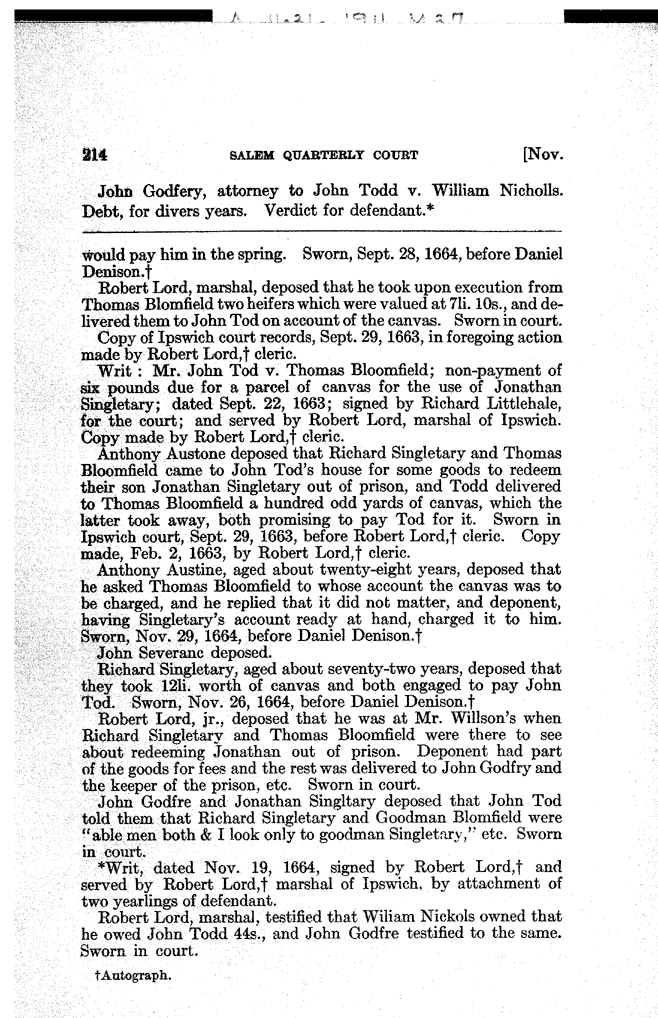 214 SALEM QUARTERLY COURT [Nov.
John Godfery, attorney to John Todd v. William Nicholls.
Debt, for divers years. Verdict for defendant.*
would pay him in the spring. Sworn, Sept. 28, 1664, before Daniel
Denison.†
Robert Lord, marshal, deposed that he took upon execution from
Thomas Blomfield two heifers which were valued at 7li. 10s., and de-
livered them to John Tod on account of the canvas. Sworn in court.
Copy of Ipswich court records, Sept. 29, 1663, in foregoing action
made by Robert Lord,† cleric.
Writ : Mr. John Tod v. Thomas Bloomfield; non-payment of
six pounds due for a parcel of canvas for the use of Jonathan
Singletary; dated Sept. 22, 1663; signed by Richard Littlehale,
for the court; and served by Robert Lord, marshal of Ipswich.
Copy made by Robert Lord,† cleric.
Anthony Austone deposed that Richard Singletary and Thomas
Bloomfield came to John Tod's house for some goods to redeem
their son Jonathan Singletary out of prison, and Todd delivered
to Thomas Bloomfield a hundred odd yards of canvas, which the
latter took away, both promising to pay Tod for it. Sworn in
Ipswich court, Sept. 29, 1663, before Robert Lord,† cleric. Copy
made, Feb. 2, 1663, by Robert Lord,† cleric.
Anthony Austine, aged about twenty-eight years, deposed that
he asked Thomas Bloomfield to whose account the canvas was to
be charged, and he replied that it did not matter, and deponent,
having Singletary's account ready at hand, charged it to him.
Sworn, Nov. 29, 1664, before Daniel Denison.†
John Severanc deposed.
Richard Singletary, aged about seventy-two years, deposed that
they took 12li. worth of canvas and both engaged to pay John
Tod. Sworn, Nov. 26, 1664, before Daniel Denison.†
Robert Lord, jr., deposed that he was at Mr. Willson's when
Richard Singletary and Thomas Bloomfield were there to see
about redeeming Jonathan out of prison. Deponent had part
of the goods for fees and the rest was delivered to John Godfry and
the keeper of the prison, etc. Sworn in court.
John Godfre and Jonathan Singltary deposed that John Tod
told them that Richard Singletary and Goodman Blomfield were
"able men both & I look only to goodman Singletary," etc. Sworn
in court.
*Writ, dated Nov. 19, 1664, signed by Robert Lord,† and
served by Robert Lord,† marshal of Ipswich, by attachment of
two yearlings of defendant.
Robert Lord, marshal, testified that Wiliam Nickols owned that
he owed John Todd 44s., and John Godfre testified to the same.
Sworn in court.
†Autograph.